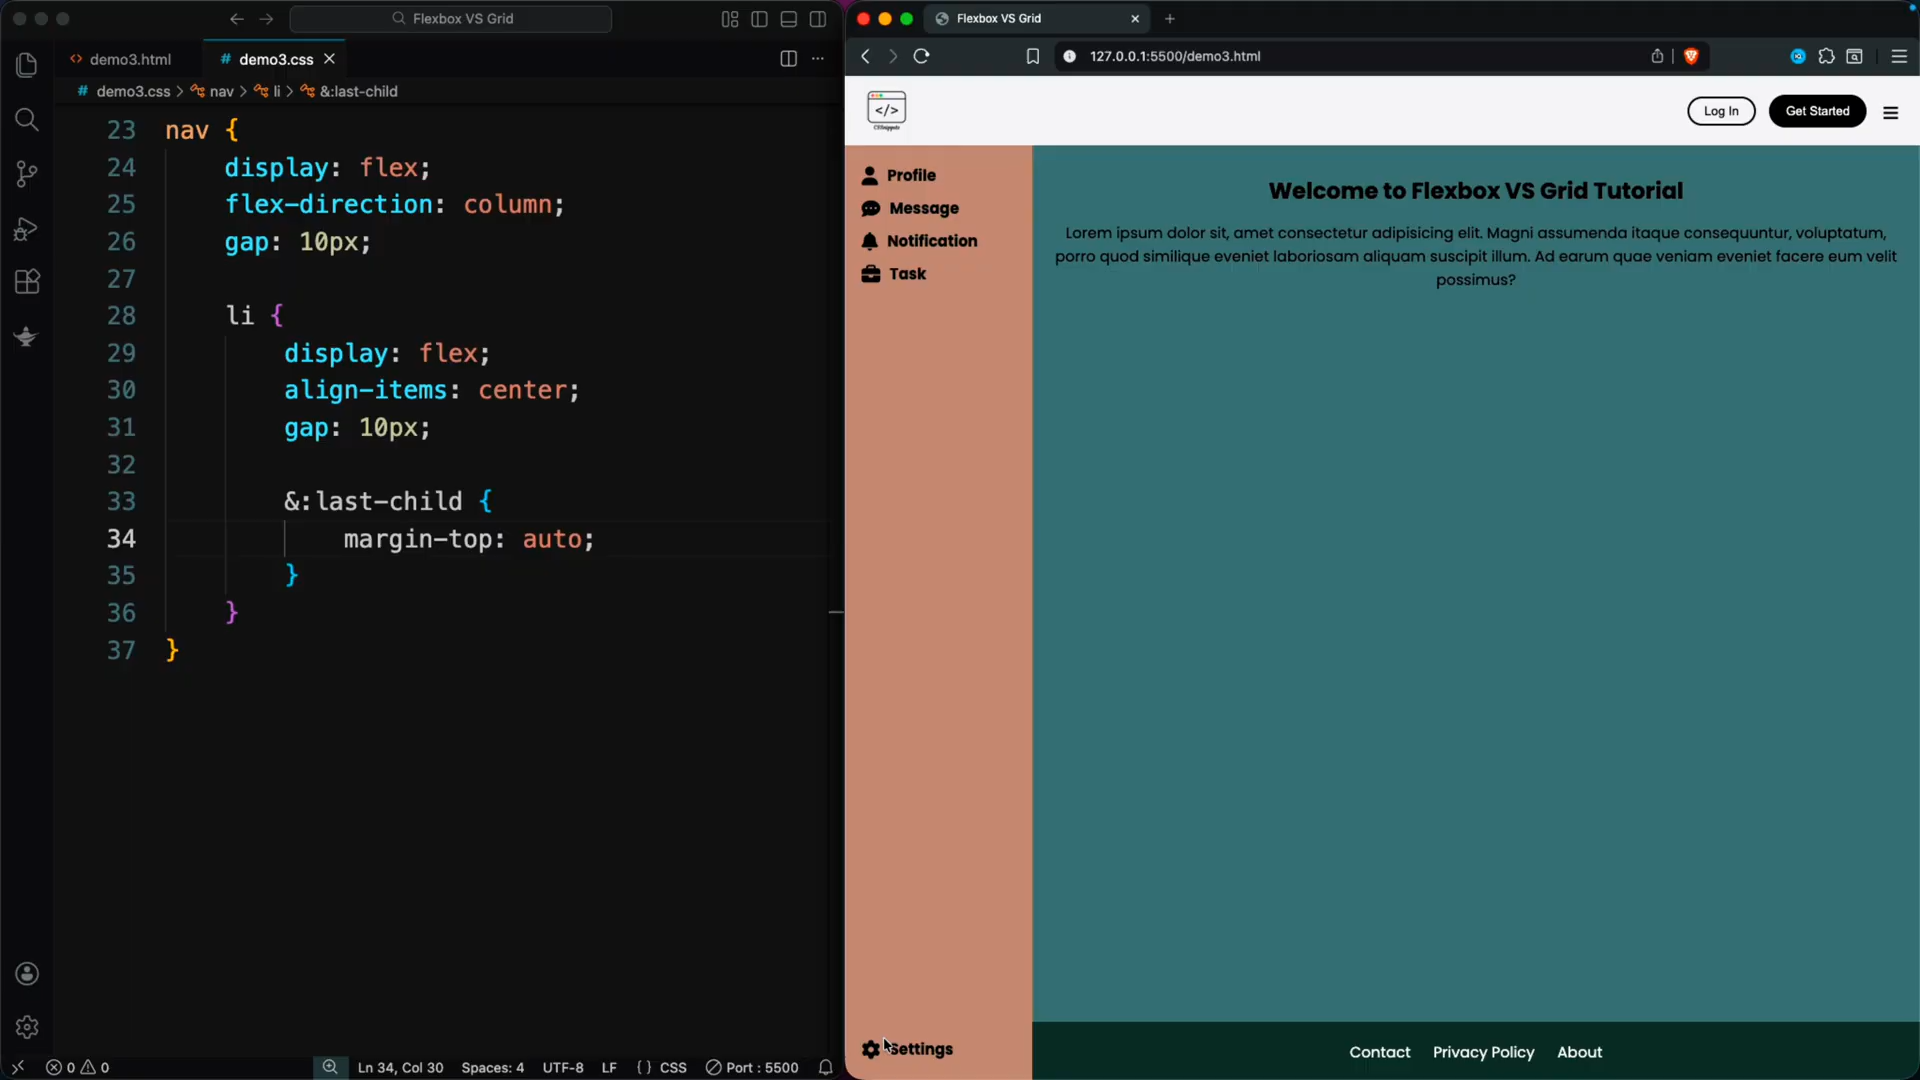 Flexbox VS Grid
demo3.html
# demo3.css
# demo3.css > nav > li > &:last-child
23 nav {
24 display: flex;
25 flex-direction: column;
26 gap: 10px;
27
28 li {
29 display: flex;
30 align-items: center;
31 gap: 10px;
32
33 &:last-child {
34 margin-top: auto;
35 }
36 }
37 }
0 0
Ln 34, Col 30
Spaces: 4
UTF-8
LF
{ } CSS
Port : 5500
Flexbox VS Grid
127.0.0.1:5500/demo3.html
</>
Log In
Get Started
Profile
Message
Notification
Task
Settings
Welcome to Flexbox VS Grid Tutorial
Lorem ipsum dolor sit, amet consectetur adipisicing elit. Magni assumenda itaque consequuntur, voluptatum,
porro quod similique eveniet laboriosam aliquam suscipit illum. Ad earum quae veniam eveniet facere eum velit
possimus?
Contact
Privacy Policy
About